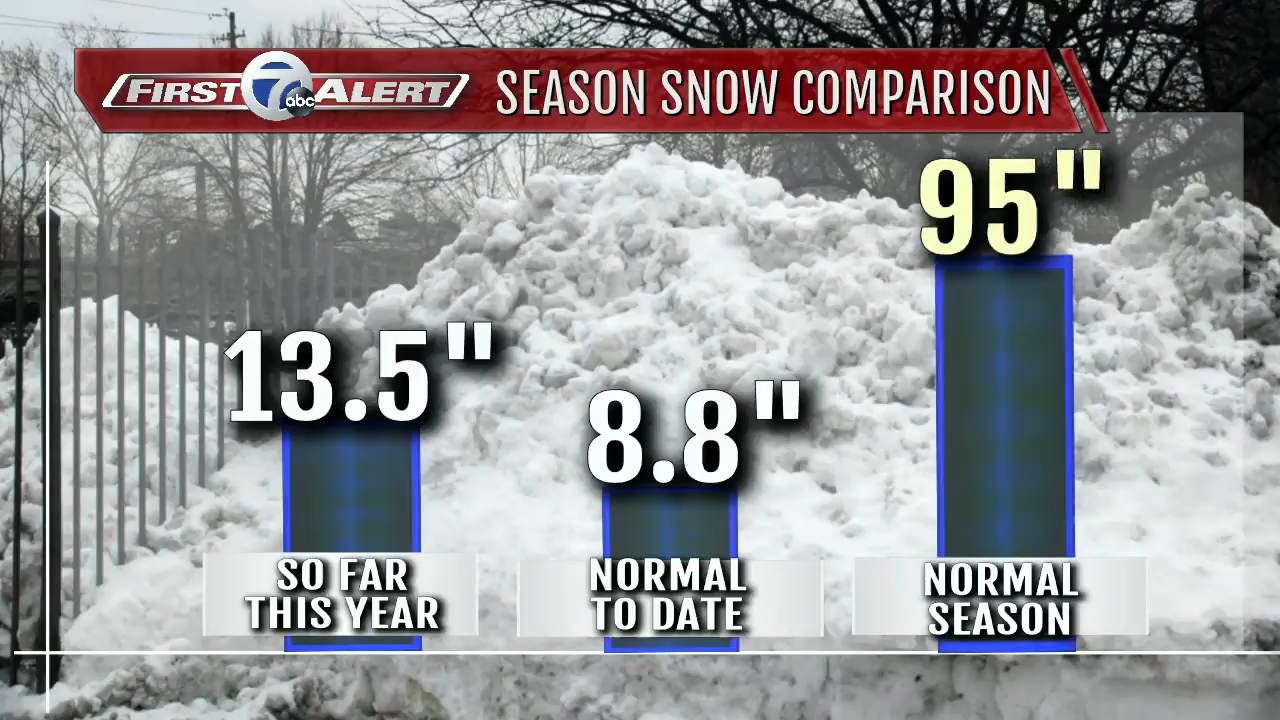 FIRST 7 abc ALERT SEASON SNOW COMPARISON
95"
13.5"
8.8"
SO FAR
THIS YEAR
NORMAL
TO DATE
NORMAL
SEASON